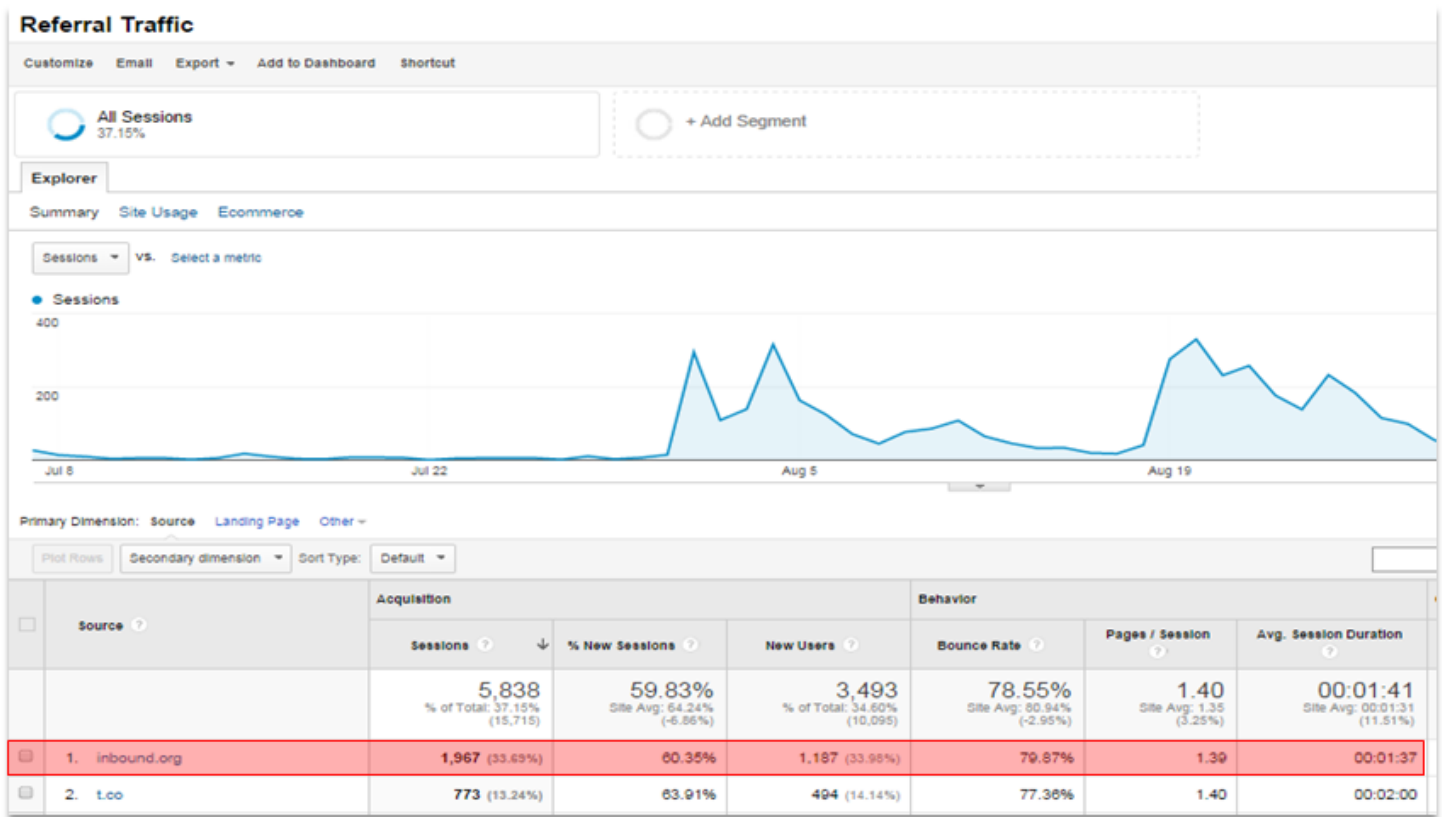 Referral Traffic
Customize Email Export Add to Dashboard Shortcut
All Sessions
37.15%
+ Add Segment
Explorer
Summary Site Usage Ecommerce
Sessions VS. Select a metric
Sessions
400
200
Jul 8 Jul 22 Aug 5 Aug 19
Primary Dimension: Source Landing Page Other
Plot Rows Secondary dimension Sort Type: Default
Acquisition Behavior
Source ? Sessions ? % New Sessions ? New Users ? Bounce Rate ? Pages / Session ? Avg. Session Duration ?
5,838 59.83% 3,493 78.55% 1.40 00:01:41
% of Total: 37.15% Site Avg: 64.24% % of Total: 34.60% Site Avg: 80.94% Site Avg: 1.35 Site Avg: 00:01:31
(15,715) (-6.86%) (10,095) (-2.95%) (3.25%) (11.51%)
1. inbound.org 1,967 (33.69%) 60.35% 1,187 (33.98%) 79.87% 1.39 00:01:37
2. t.co 773 (13.24%) 63.91% 494 (14.14%) 77.36% 1.40 00:02:00